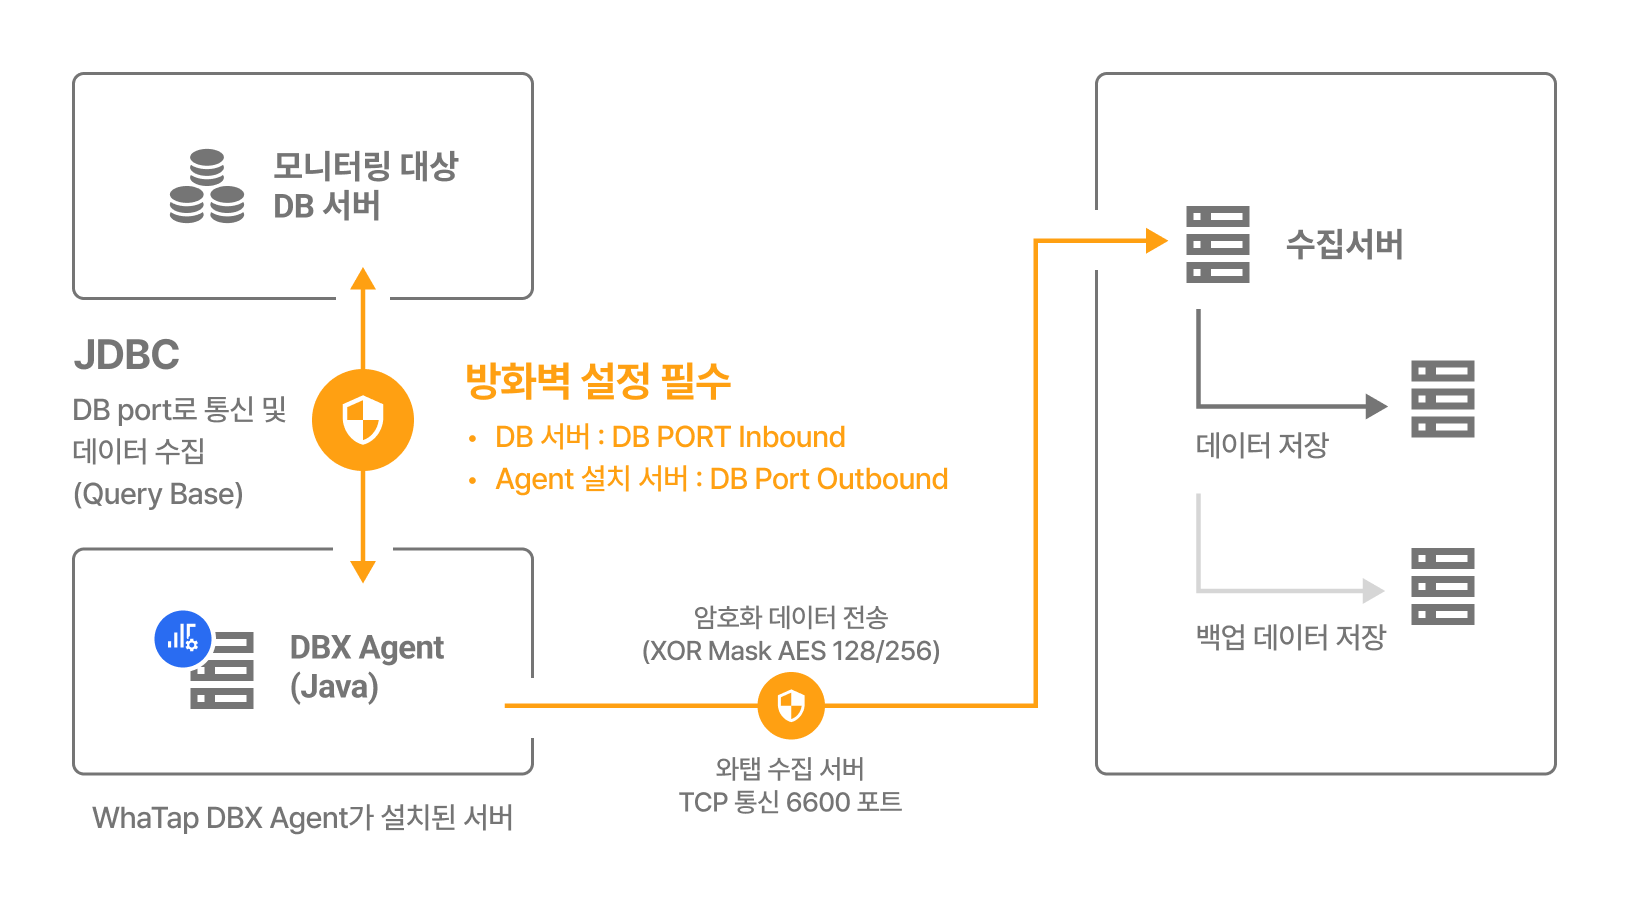 모니터링 대상
DB 서버
JDBC
DB port로 통신 및
데이터 수집
(Query Base)
방화벽 설정 필수
• DB 서버 : DB PORT Inbound
• Agent 설치 서버 : DB Port Outbound
DBX Agent
(Java)
WhaTap DBX Agent가 설치된 서버
암호화 데이터 전송
(XOR Mask AES 128/256)
와탭 수집 서버
TCP 통신 6600 포트
수집서버
데이터 저장
백업 데이터 저장